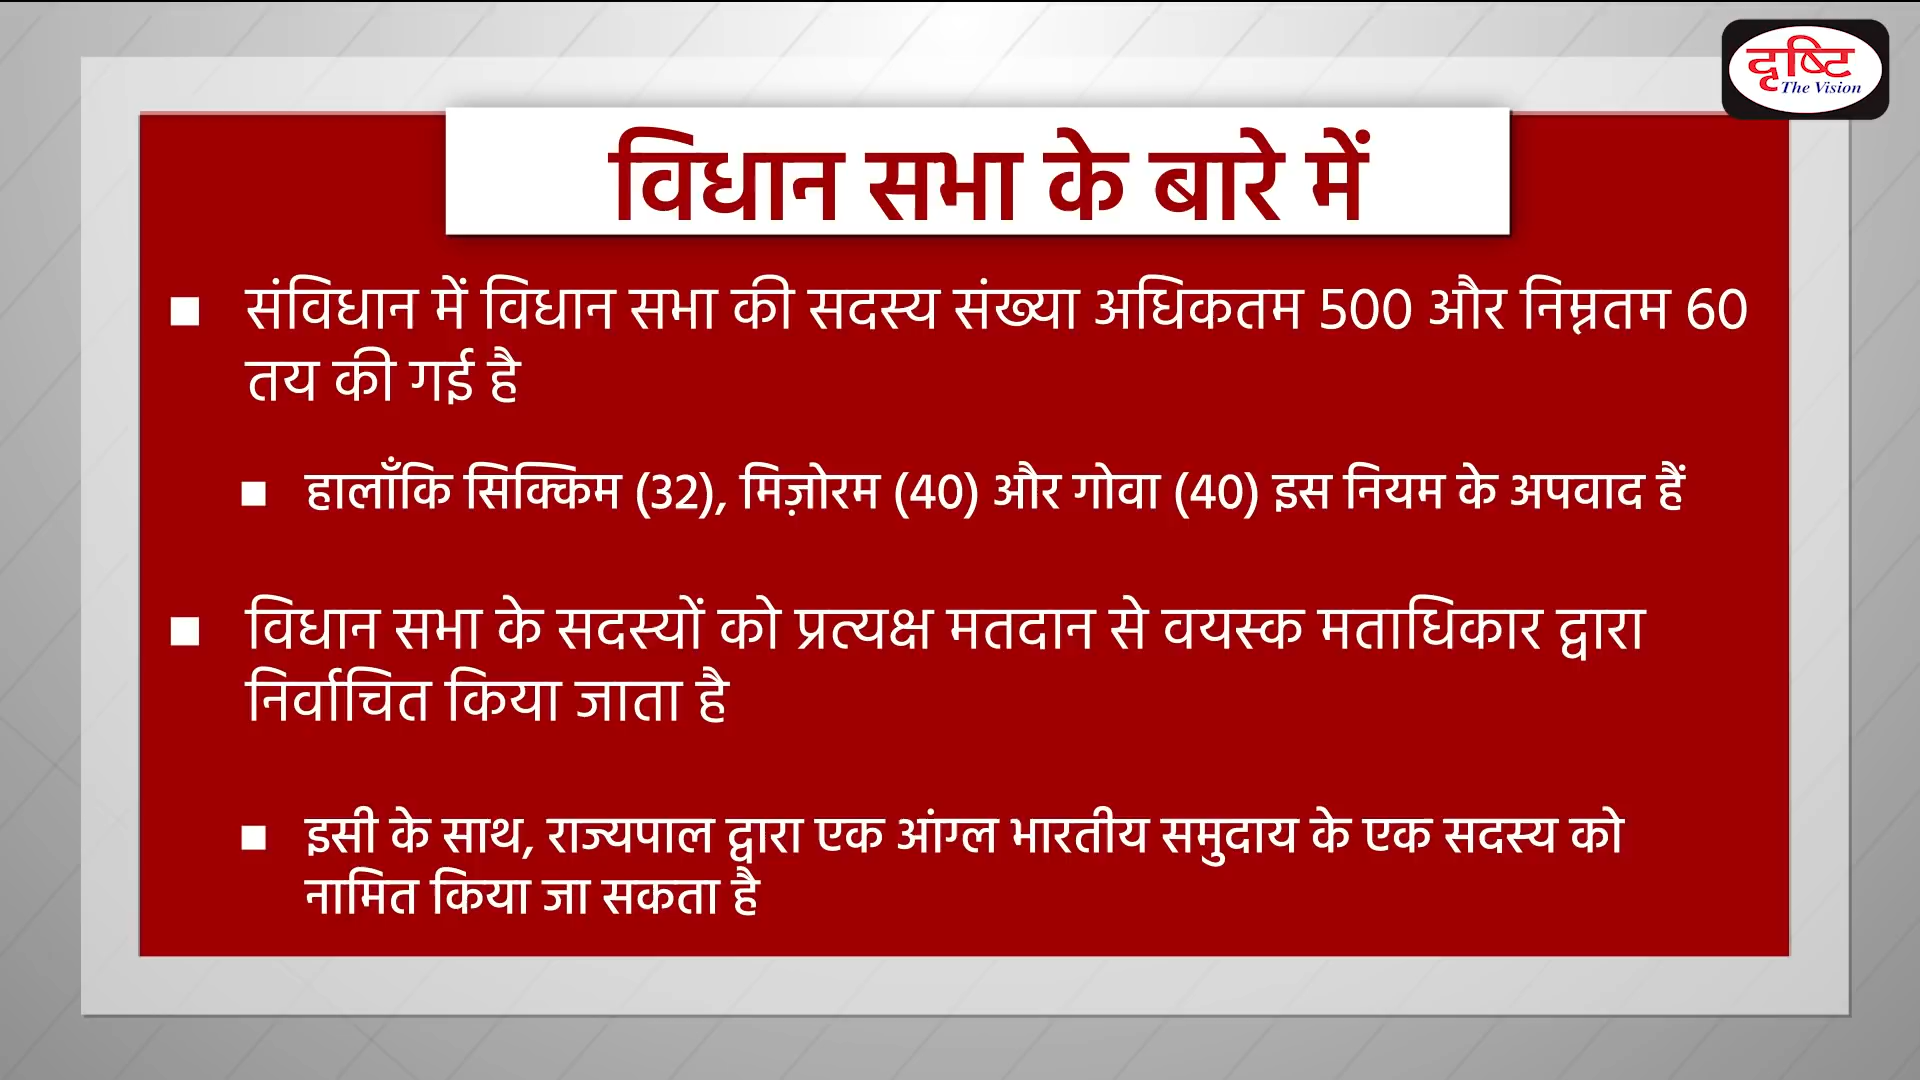 दृष्टि
The Vision
विधान सभा के बारे में
संविधान में विधान सभा की सदस्य संख्या अधिकतम 500 और निम्नतम 60
तय की गई है
हालाँकि सिक्किम (32), मिज़ोरम (40) और गोवा (40) इस नियम के अपवाद हैं
विधान सभा के सदस्यों को प्रत्यक्ष मतदान से वयस्क मताधिकार द्वारा
निर्वाचित किया जाता है
इसी के साथ, राज्यपाल द्वारा एक आंग्ल भारतीय समुदाय के एक सदस्य को
नामित किया जा सकता है